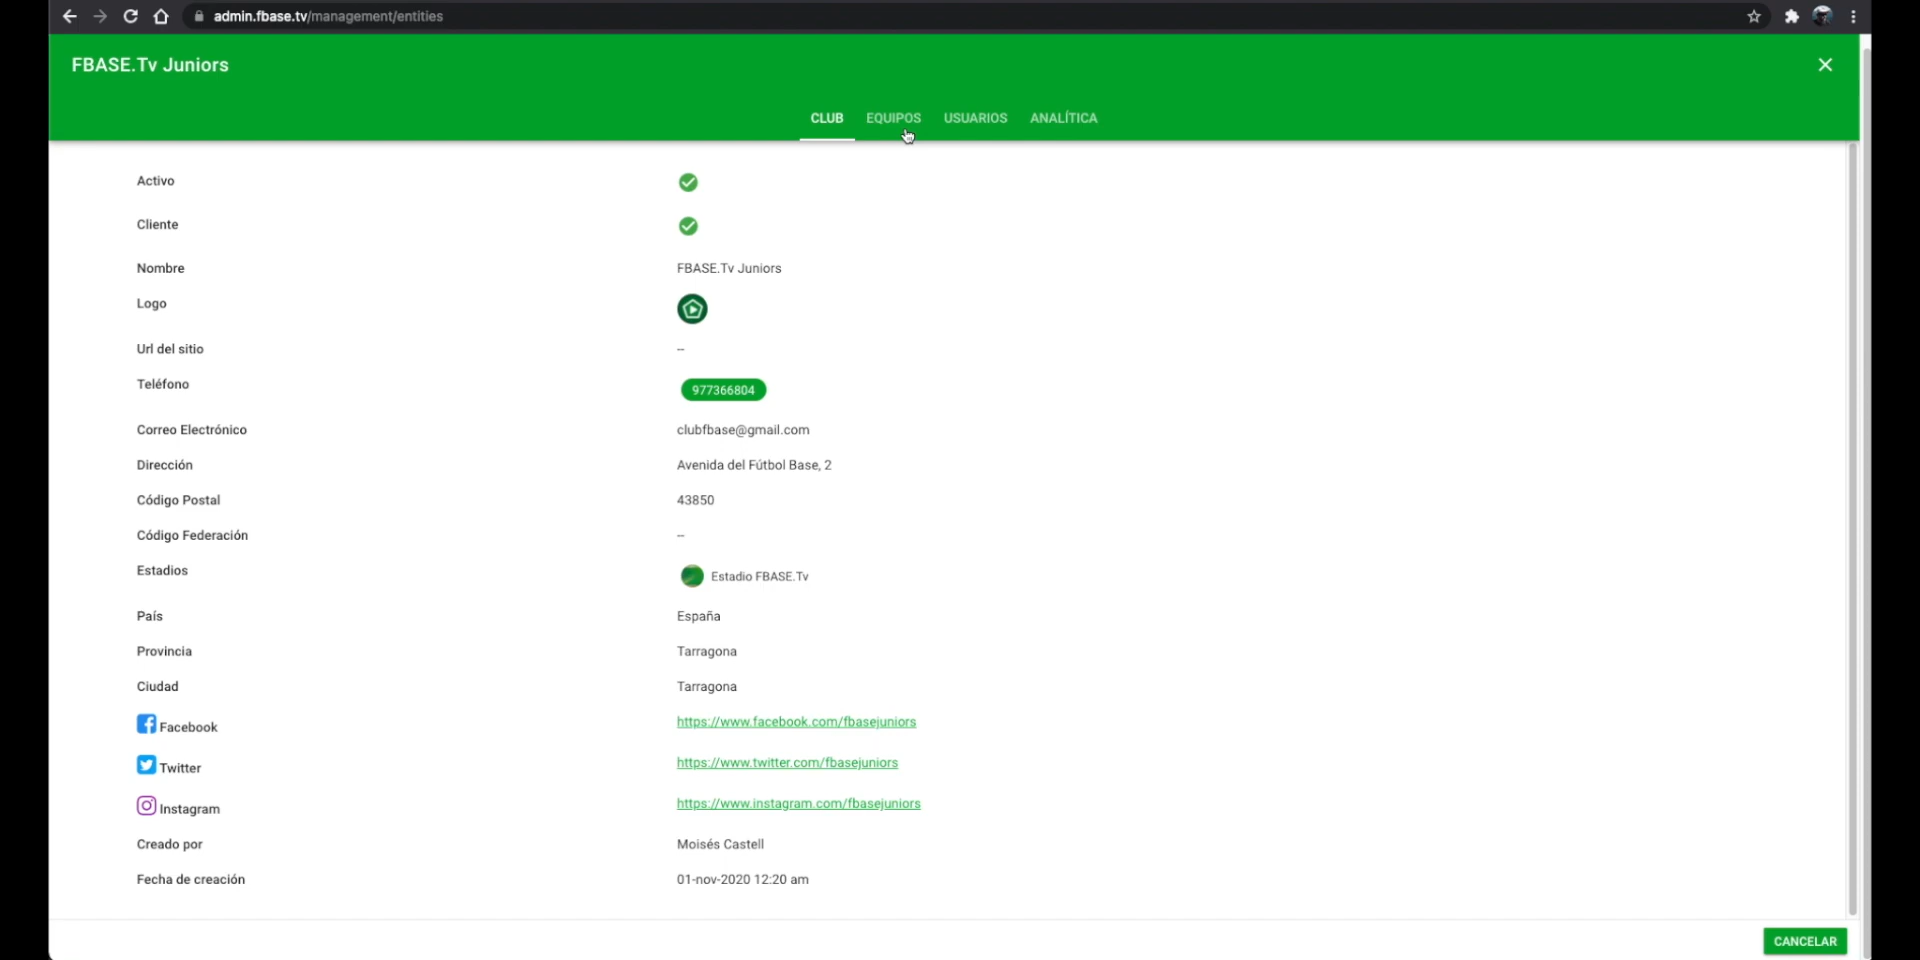 admin.fbase.tv/management/entities
FBASE.Tv Juniors
CLUB EQUIPOS USUARIOS ANALÍTICA
Activo
Cliente
Nombre FBASE.Tv Juniors
Logo
Url del sitio --
Teléfono 977366804
Correo Electrónico clubfbase@gmail.com
Dirección Avenida del Fútbol Base, 2
Código Postal 43850
Código Federación --
Estadios Estadio FBASE.Tv
País España
Provincia Tarragona
Ciudad Tarragona
Facebook https://www.facebook.com/fbasejuniors
Twitter https://www.twitter.com/fbasejuniors
Instagram https://www.instagram.com/fbasejuniors
Creado por Moisés Castell
Fecha de creación 01-nov-2020 12:20 am
CANCELAR